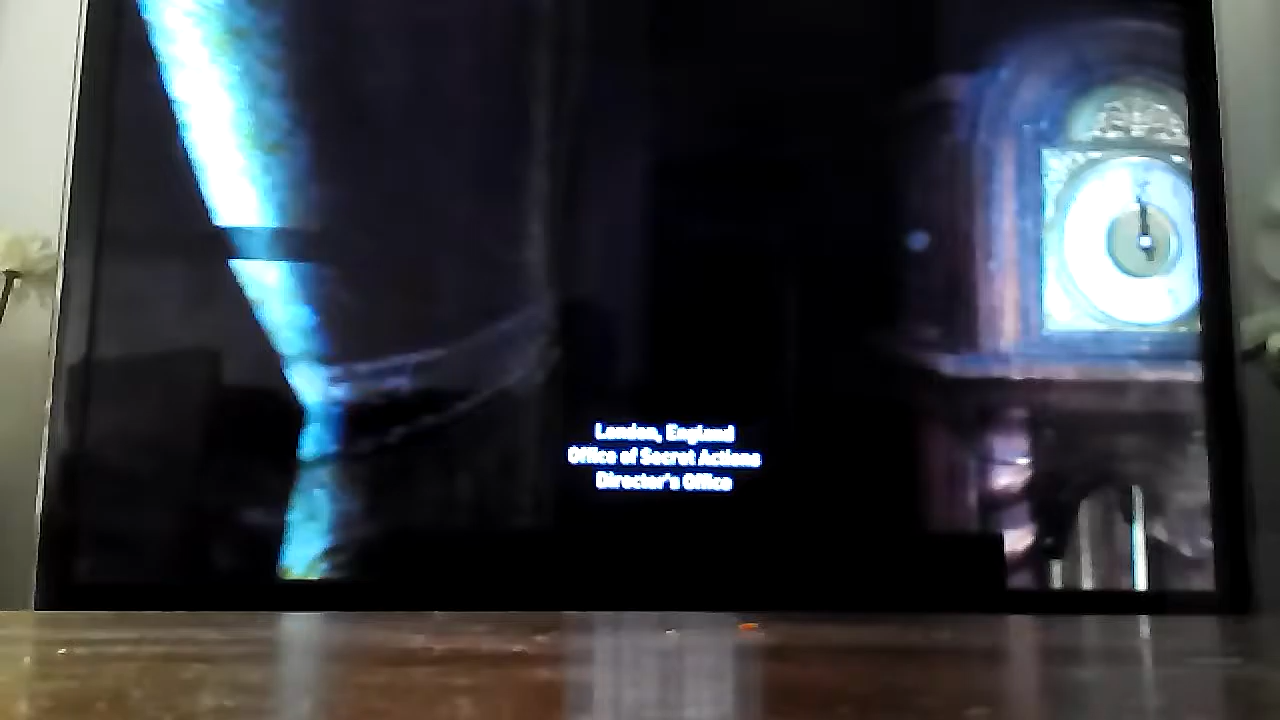 London, England
Office of Secret Actions
Director's Office